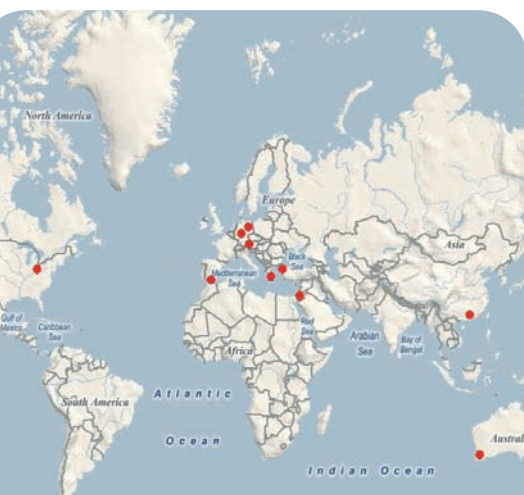 North America
Europe
Asia
Black
Sea
Mediterranean
Sea
Gulf of
Mexico
Caribbean
Sea
Red
Sea
Arabian
Sea
Bay of
Bengal
Africa
Atlantic
South America
Ocean
Austral
Indian Ocean